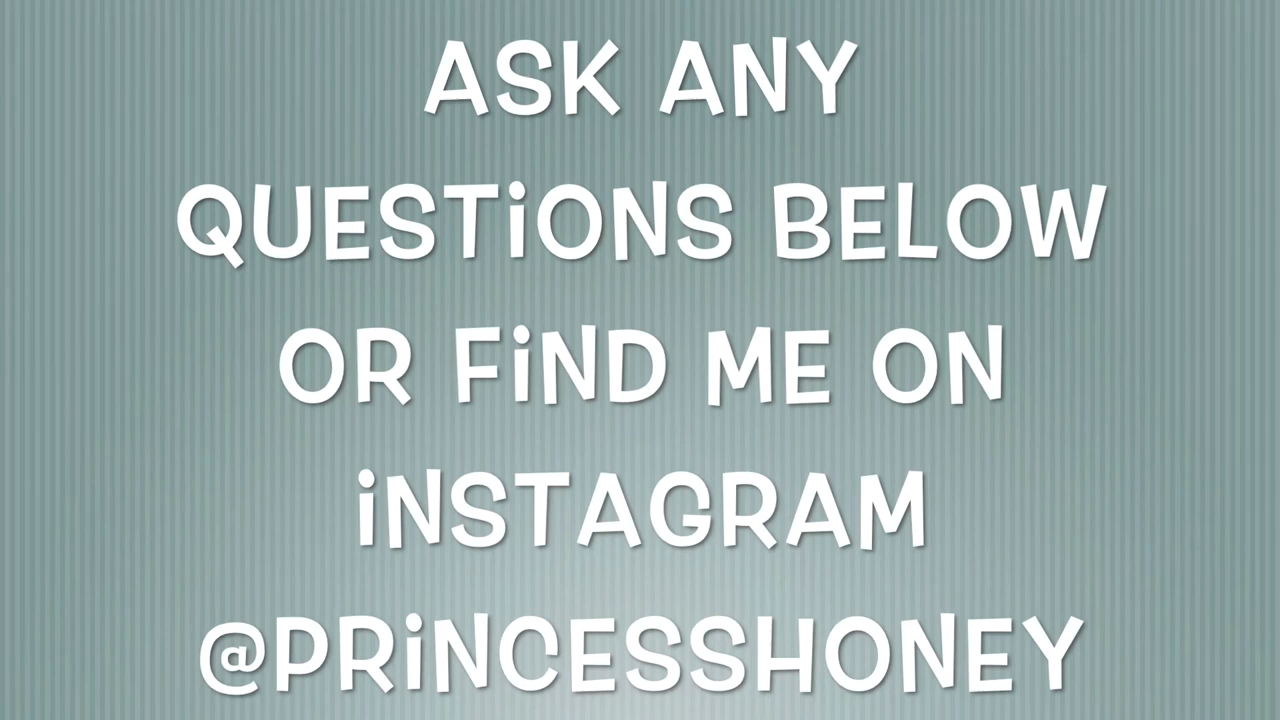 ASK ANY
QUESTiONS BELOW
OR FiND ME ON
iNSTAGRAM
@PRiNCESSHONEY